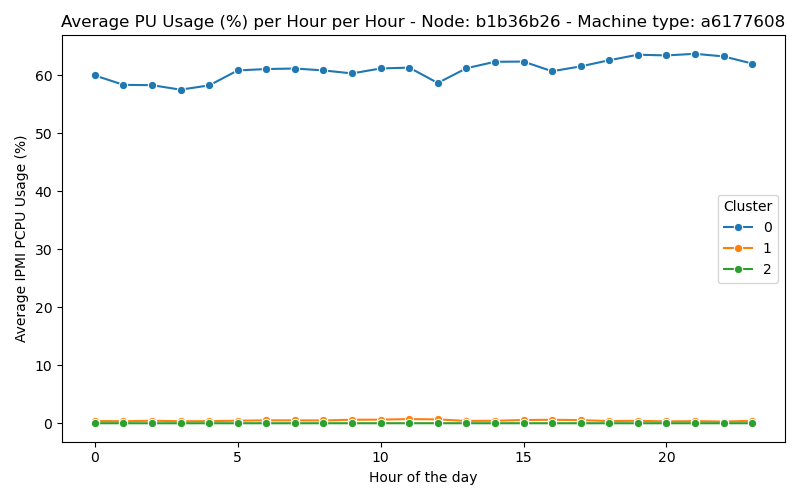 Average PU Usage (%) per Hour per Hour - Node: b1b36b26 - Machine type: a6177608
Average IPMI PCPU Usage (%)
60
50
40
30
20
10
0
Cluster
0
1
2
0 5 10 15 20
Hour of the day